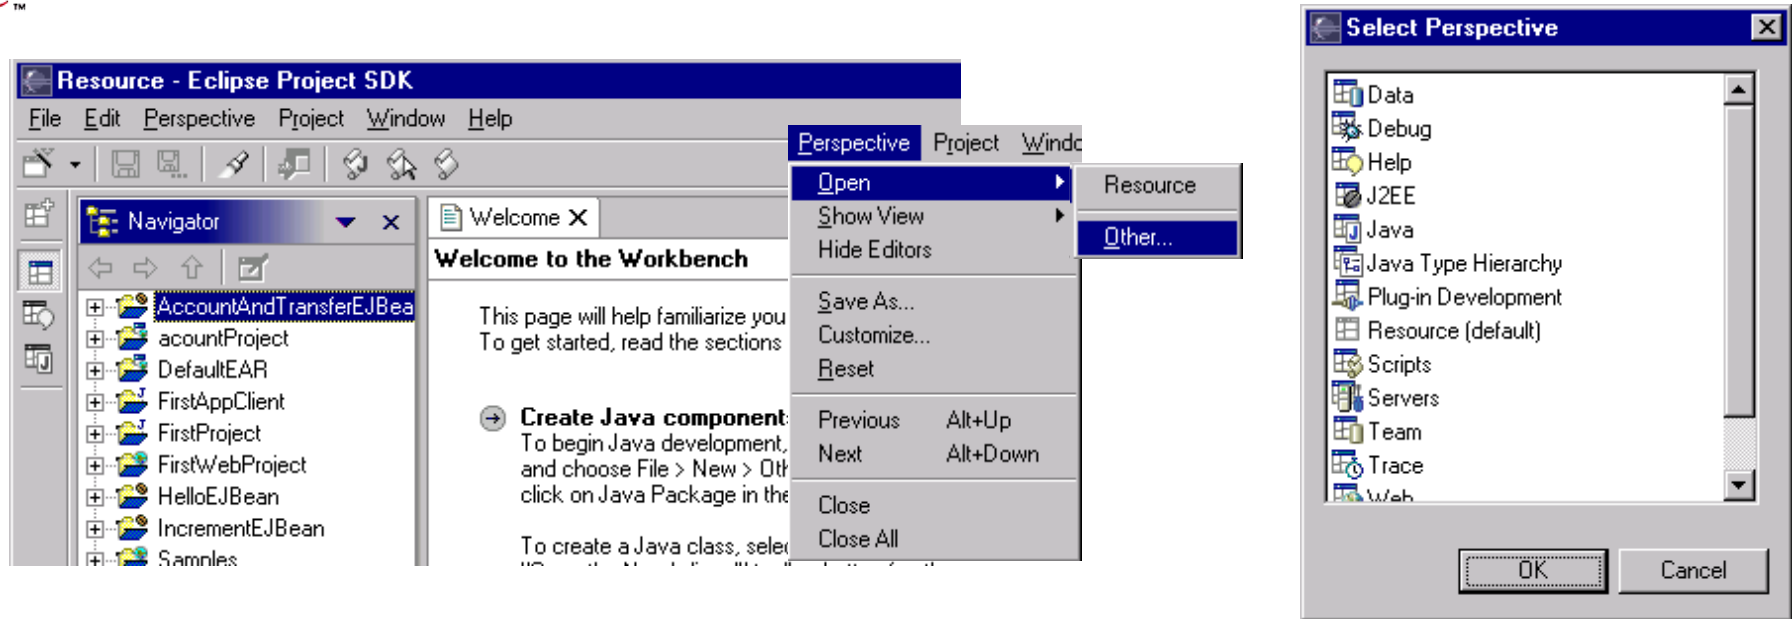 ™
Resource - Eclipse Project SDK
File Edit Perspective Project Window Help
Navigator
AccountAndTransferEJBea
acountProject
DefaultEAR
FirstAppClient
FirstProject
FirstWebProject
HelloEJBean
IncrementEJBean
Samples
Welcome
Welcome to the Workbench
This page will help familiarize you
To get started, read the sections
Create Java component
To begin Java development,
and choose File > New > Oth
click on Java Package in the
To create a Java class, selec
Perspective Project Windo
Open
Show View
Hide Editors
Save As...
Customize...
Reset
Previous Alt+Up
Next Alt+Down
Close
Close All
Resource
Other...
Select Perspective
Data
Debug
Help
J2EE
Java
Java Type Hierarchy
Plug-in Development
Resource (default)
Scripts
Servers
Team
Trace
Web
OK Cancel